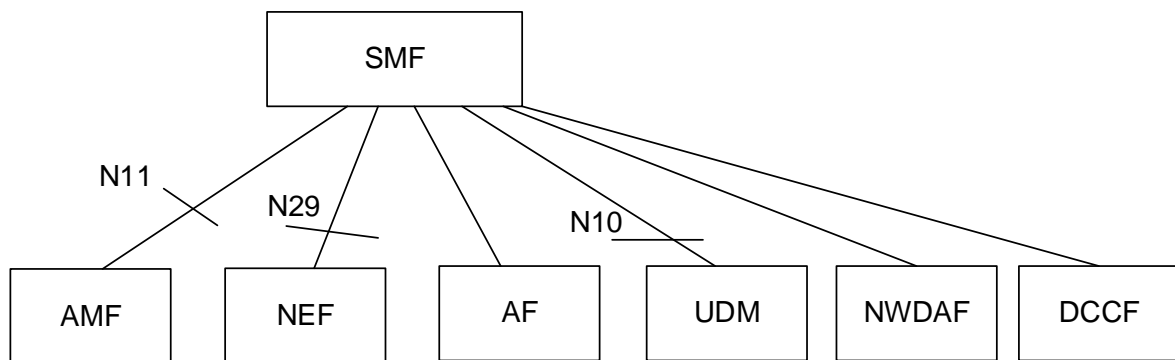 SMF
N11
N29
N10
AMF
NEF
AF
UDM
NWDAF
DCCF